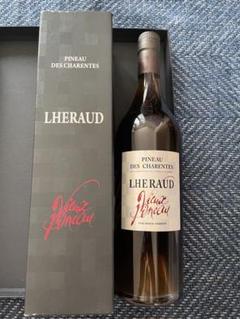 PINEAU
DES CHARENTES
LHERAUD
Vieux
Pineau
PINEAU
DES CHARENTES
LHERAUD
Vieux
Pineau